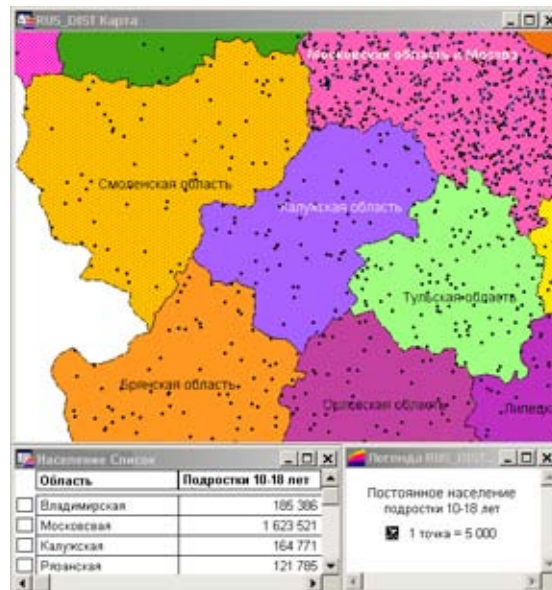 RUS_DIST Карта
Московская область и Москва
Смоленская область
Калужская область
Тульская область
Брянская область
Орловская область
Население Список
Область Подростки 10-18 лет
Владимирская 185 386
Московсвая 1 623 521
Калужская 164 771
Рязанская 121 785
Легенда RUS_DIST...
Постоянное население
подростки 10-18 лет
1 точка = 5 000